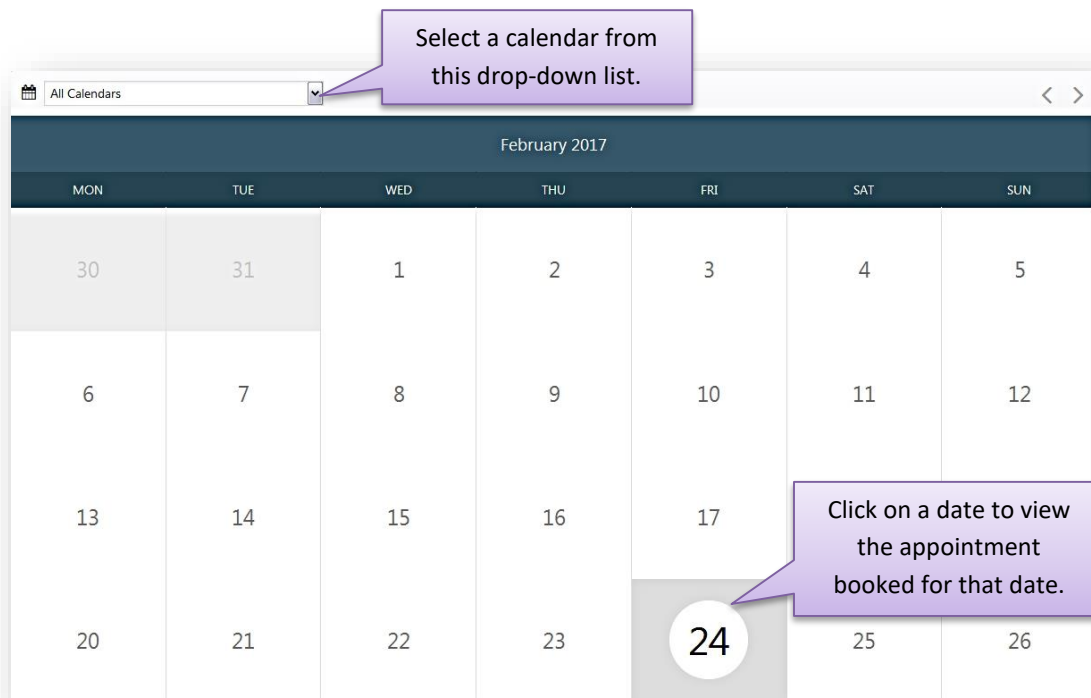 Select a calendar from
this drop-down list.
All Calendars
February 2017
MON TUE WED THU FRI SAT SUN
30 31 1 2 3 4 5
6 7 8 9 10 11 12
13 14 15 16 17
Click on a date to view
the appointment
booked for that date.
20 21 22 23 24 25 26